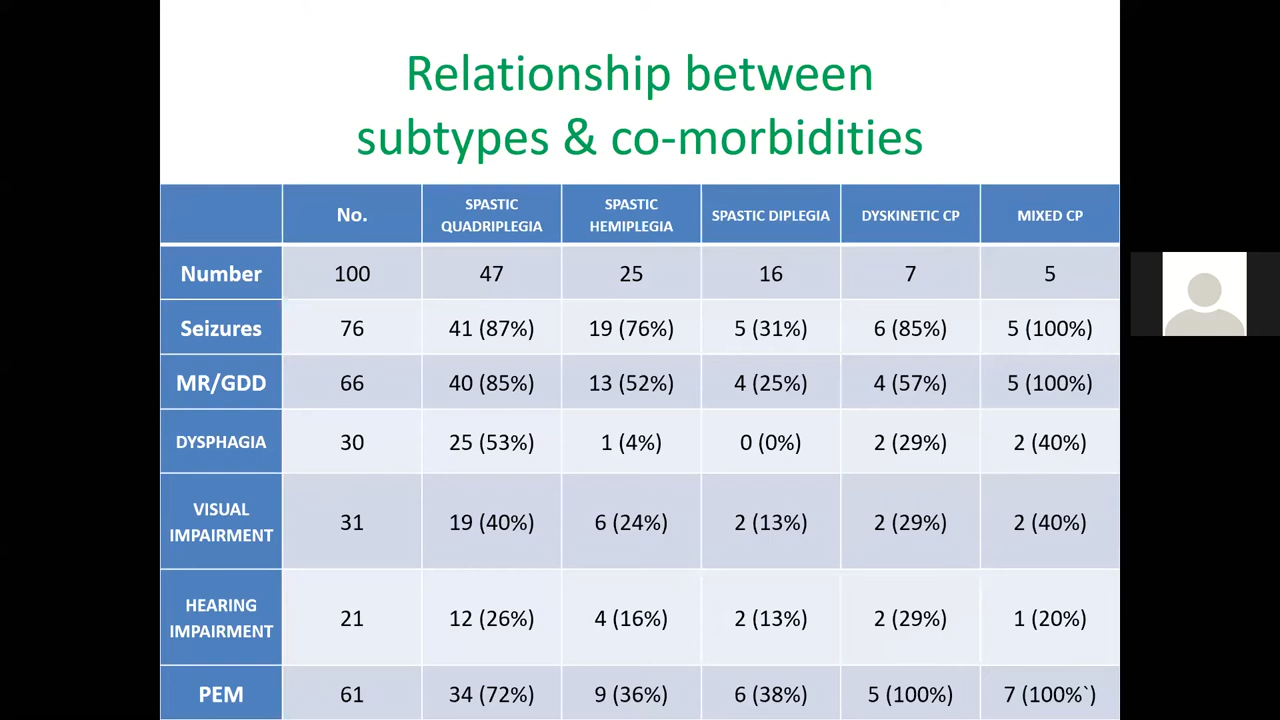 Relationship between
subtypes & co-morbidities
No. SPASTIC QUADRIPLEGIA SPASTIC HEMIPLEGIA SPASTIC DIPLEGIA DYSKINETIC CP MIXED CP
Number 100 47 25 16 7 5
Seizures 76 41 (87%) 19 (76%) 5 (31%) 6 (85%) 5 (100%)
MR/GDD 66 40 (85%) 13 (52%) 4 (25%) 4 (57%) 5 (100%)
DYSPHAGIA 30 25 (53%) 1 (4%) 0 (0%) 2 (29%) 2 (40%)
VISUAL IMPAIRMENT 31 19 (40%) 6 (24%) 2 (13%) 2 (29%) 2 (40%)
HEARING IMPAIRMENT 21 12 (26%) 4 (16%) 2 (13%) 2 (29%) 1 (20%)
PEM 61 34 (72%) 9 (36%) 6 (38%) 5 (100%) 7 (100%`)